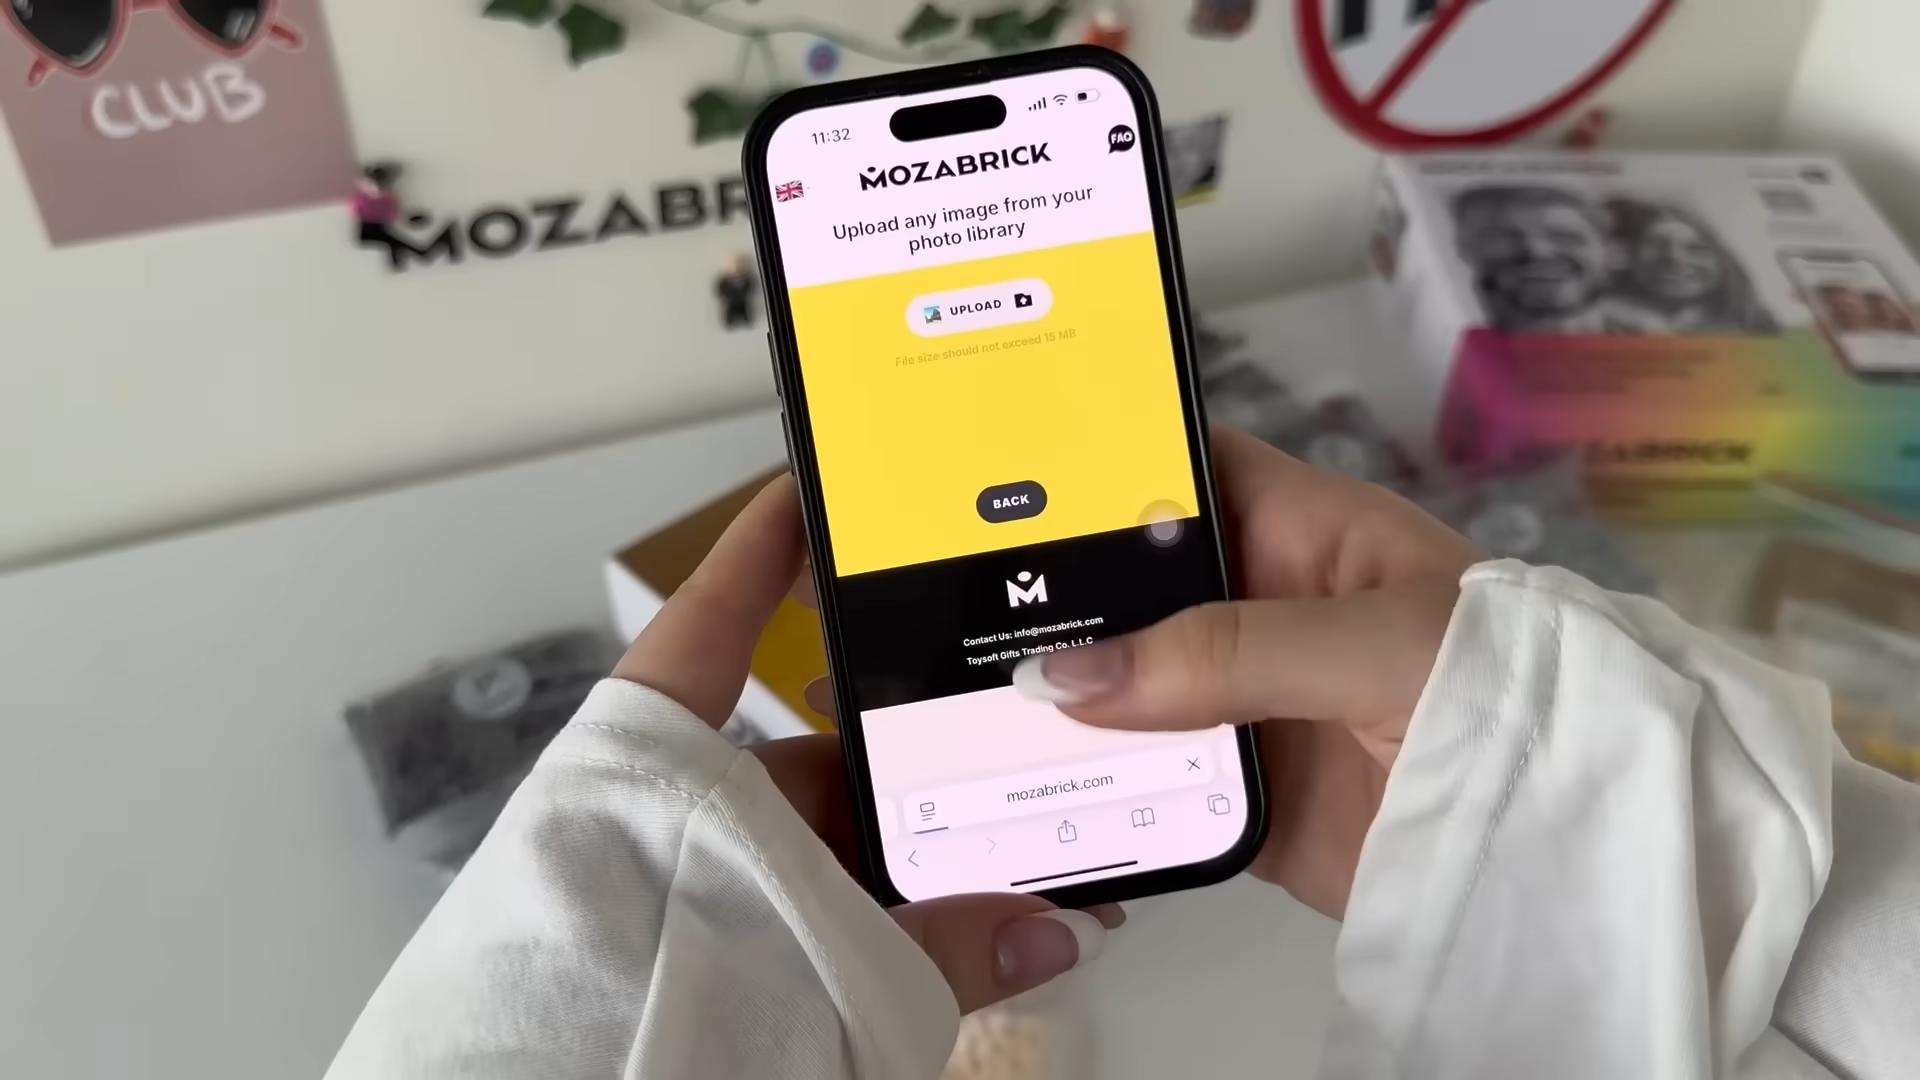 CLUB
MOZABR
11:32
FAQ
MOZABRICK
Upload any image from your
photo library
UPLOAD
File size should not exceed 15 MB
BACK
M
Contact Us: info@mozabrick.com
Toysoft Gifts Trading Co. L.L.C
mozabrick.com